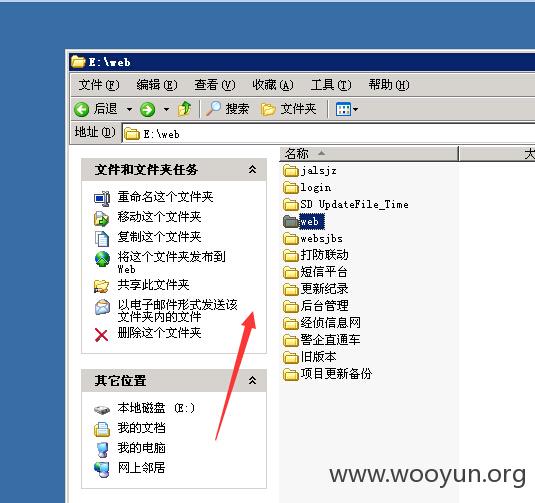 E:\web
文件(F) 编辑(E) 查看(V) 收藏(A) 工具(T) 帮助(H)
后退 搜索 文件夹
地址(D) E:\web
文件和文件夹任务
重命名这个文件夹
移动这个文件夹
复制这个文件夹
将这个文件夹发布到
Web
共享此文件夹
以电子邮件形式发送该
文件夹内的文件
删除这个文件夹
其它位置
本地磁盘 (E:)
我的文档
我的电脑
网上邻居
名称 大
jalsjz
login
SD UpdateFile_Time
web
websjbs
打防联动
短信平台
更新纪录
后台管理
经侦信息网
警企直通车
旧版本
项目更新备份
www.wooyun.org